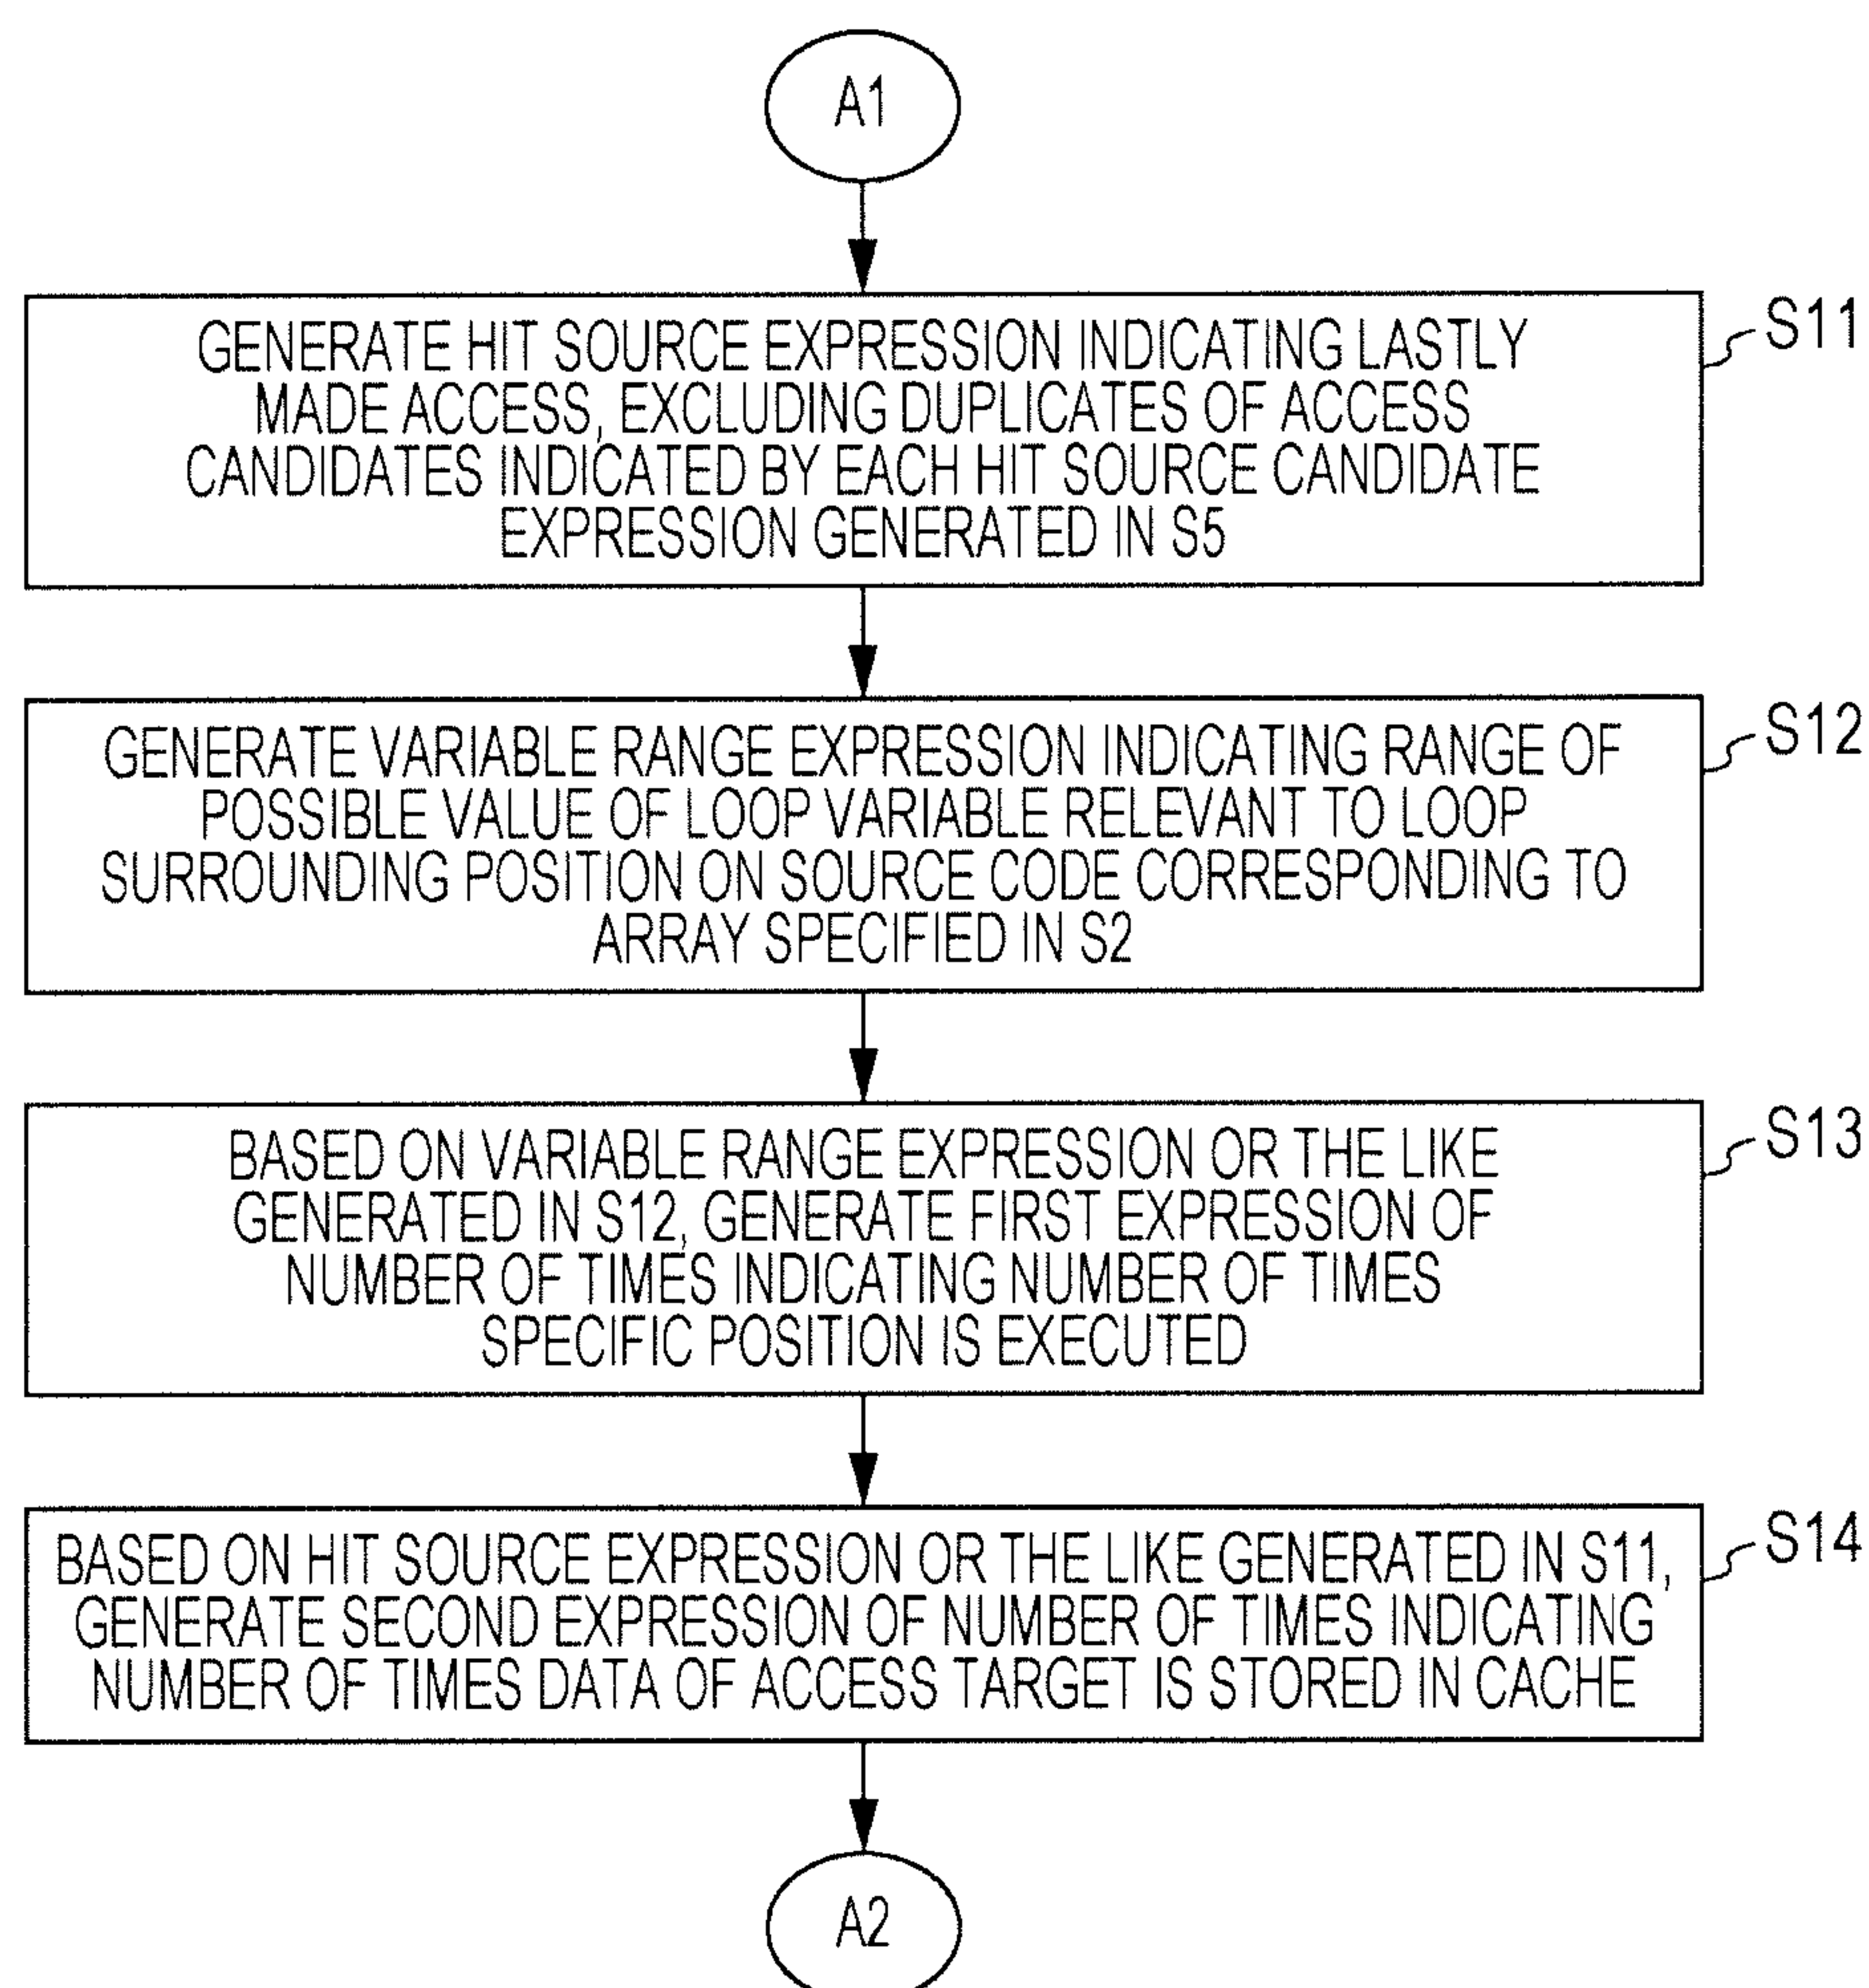 A1
S11
GENERATE HIT SOURCE EXPRESSION INDICATING LASTLY
MADE ACCESS, EXCLUDING DUPLICATES OF ACCESS
CANDIDATES INDICATED BY EACH HIT SOURCE CANDIDATE
EXPRESSION GENERATED IN S5
S12
GENERATE VARIABLE RANGE EXPRESSION INDICATING RANGE OF
POSSIBLE VALUE OF LOOP VARIABLE RELEVANT TO LOOP
SURROUNDING POSITION ON SOURCE CODE CORRESPONDING TO
ARRAY SPECIFIED IN S2
S13
BASED ON VARIABLE RANGE EXPRESSION OR THE LIKE
GENERATED IN S12, GENERATE FIRST EXPRESSION OF
NUMBER OF TIMES INDICATING NUMBER OF TIMES
SPECIFIC POSITION IS EXECUTED
S14
BASED ON HIT SOURCE EXPRESSION OR THE LIKE GENERATED IN S11,
GENERATE SECOND EXPRESSION OF NUMBER OF TIMES INDICATING
NUMBER OF TIMES DATA OF ACCESS TARGET IS STORED IN CACHE
A2